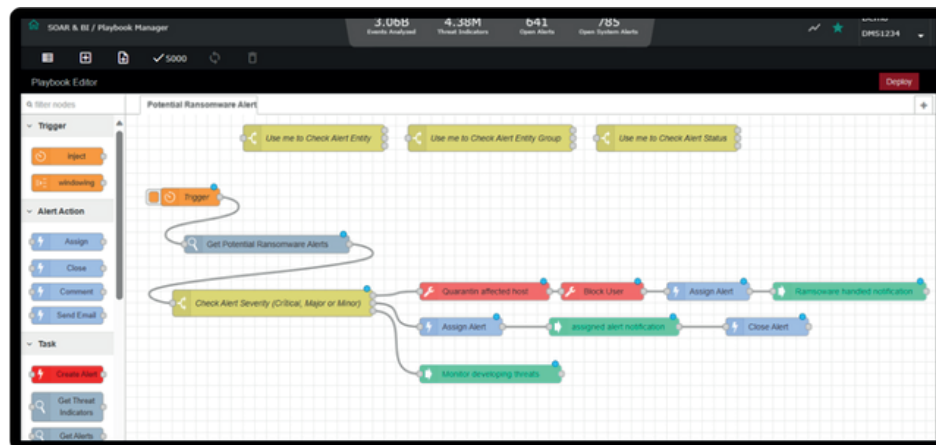 SOAR & BI / Playbook Manager
3.06B
Events Analysed
4.38M
Threat Indicators
641
Open Alerts
785
Open System Alerts
Demo
DMS1234
5000
Playbook Editor
Deploy
filter nodes
Potential Ransomware Alert
+
Trigger
inject
windowing
Alert Action
Assign
Close
Comment
Send Email
Task
Create Alert
Get Threat
Indicators
Get Alerts
Use me to Check Alert Entity
Use me to Check Alert Entity Group
Use me to Check Alert Status
Trigger
Get Potential Ransomware Alerts
Check Alert Severity (Critical, Major or Minor)
Quarantin affected host
Block User
Assign Alert
Ramsoware handled notification
Assign Alert
assigned alert notification
Close Alert
Monitor developing threats